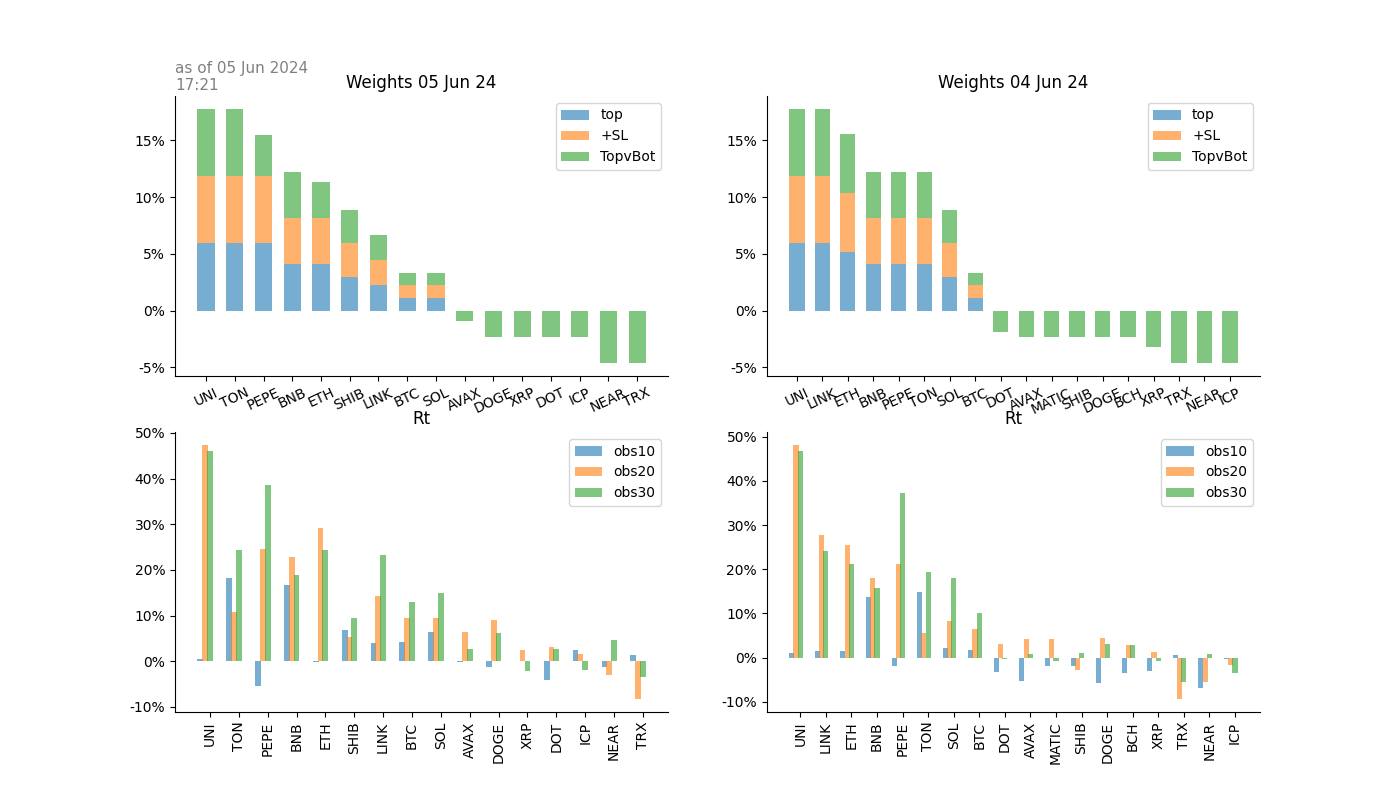 as of 05 Jun 2024
17:21
Weights 05 Jun 24
top
+SL
TopvBot
15%
10%
5%
0%
-5%
UNI TON PEPE BNB ETH SHIB LINK BTC SOL AVAX DOGE XRP DOT ICP NEAR TRX
Weights 04 Jun 24
top
+SL
TopvBot
15%
10%
5%
0%
-5%
UNI LINK ETH BNB PEPE TON SOL BTC DOT AVAX MATIC SHIB DOGE BCH XRP TRX NEAR ICP
Rt
obs10
obs20
obs30
50%
40%
30%
20%
10%
0%
-10%
UNI TON PEPE BNB ETH SHIB LINK BTC SOL AVAX DOGE XRP DOT ICP NEAR TRX
Rt
obs10
obs20
obs30
50%
40%
30%
20%
10%
0%
-10%
UNI LINK ETH BNB PEPE TON SOL BTC DOT AVAX MATIC SHIB DOGE BCH XRP TRX NEAR ICP